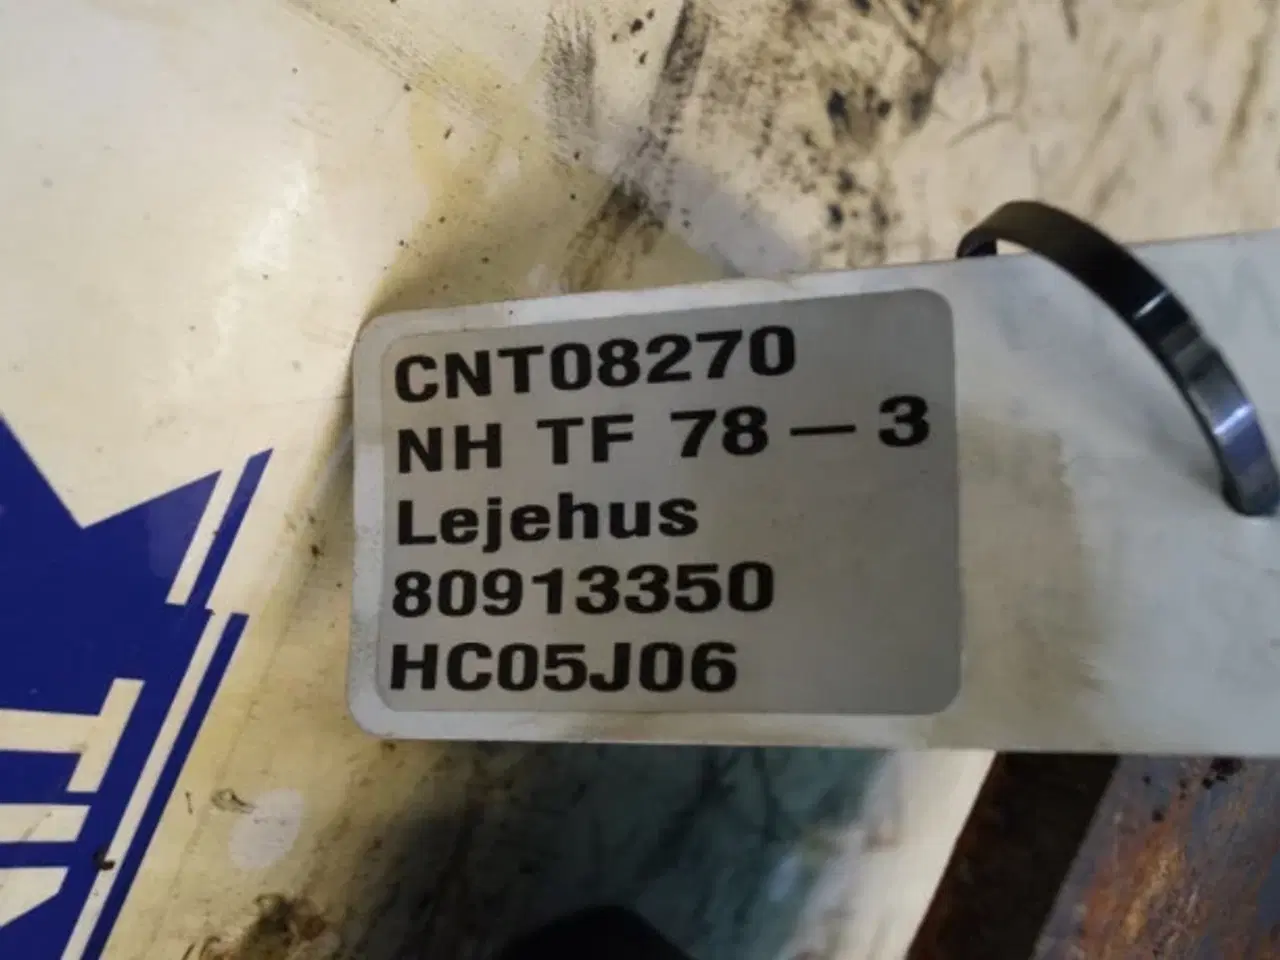 CNT08270
NH TF 78 — 3
Lejehus
80913350
HC05J06